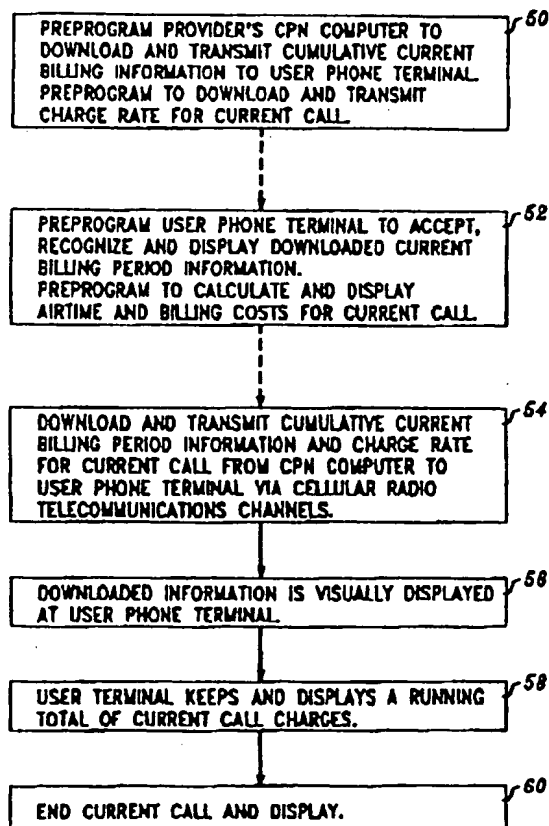 PREPROGRAM PROVIDER'S CPN COMPUTER TO
DOWNLOAD AND TRANSMIT CUMULATIVE CURRENT
BILLING INFORMATION TO USER PHONE TERMINAL.
PREPROGRAM TO DOWNLOAD AND TRANSMIT
CHARGE RATE FOR CURRENT CALL.
50
PREPROGRAM USER PHONE TERMINAL TO ACCEPT,
RECOGNIZE AND DISPLAY DOWNLOADED CURRENT
BILLING PERIOD INFORMATION.
PREPROGRAM TO CALCULATE AND DISPLAY
AIRTIME AND BILLING COSTS FOR CURRENT CALL.
52
DOWNLOAD AND TRANSMIT CUMULATIVE CURRENT
BILLING PERIOD INFORMATION AND CHARGE RATE
FOR CURRENT CALL FROM CPN COMPUTER TO
USER PHONE TERMINAL VIA CELLULAR RADIO
TELECOMMUNICATIONS CHANNELS.
54
DOWNLOADED INFORMATION IS VISUALLY DISPLAYED
AT USER PHONE TERMINAL.
56
USER TERMINAL KEEPS AND DISPLAYS A RUNNING
TOTAL OF CURRENT CALL CHARGES.
58
END CURRENT CALL AND DISPLAY.
60